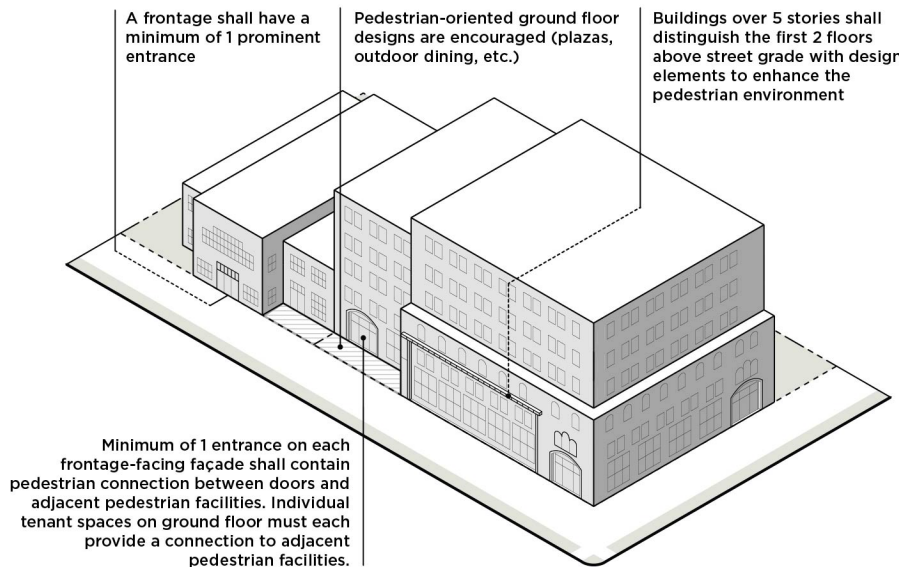 A frontage shall have a
minimum of 1 prominent
entrance
Pedestrian-oriented ground floor
designs are encouraged (plazas,
outdoor dining, etc.)
Buildings over 5 stories shall
distinguish the first 2 floors
above street grade with design
elements to enhance the
pedestrian environment
Minimum of 1 entrance on each
frontage-facing façade shall contain
pedestrian connection between doors and
adjacent pedestrian facilities. Individual
tenant spaces on ground floor must each
provide a connection to adjacent
pedestrian facilities.